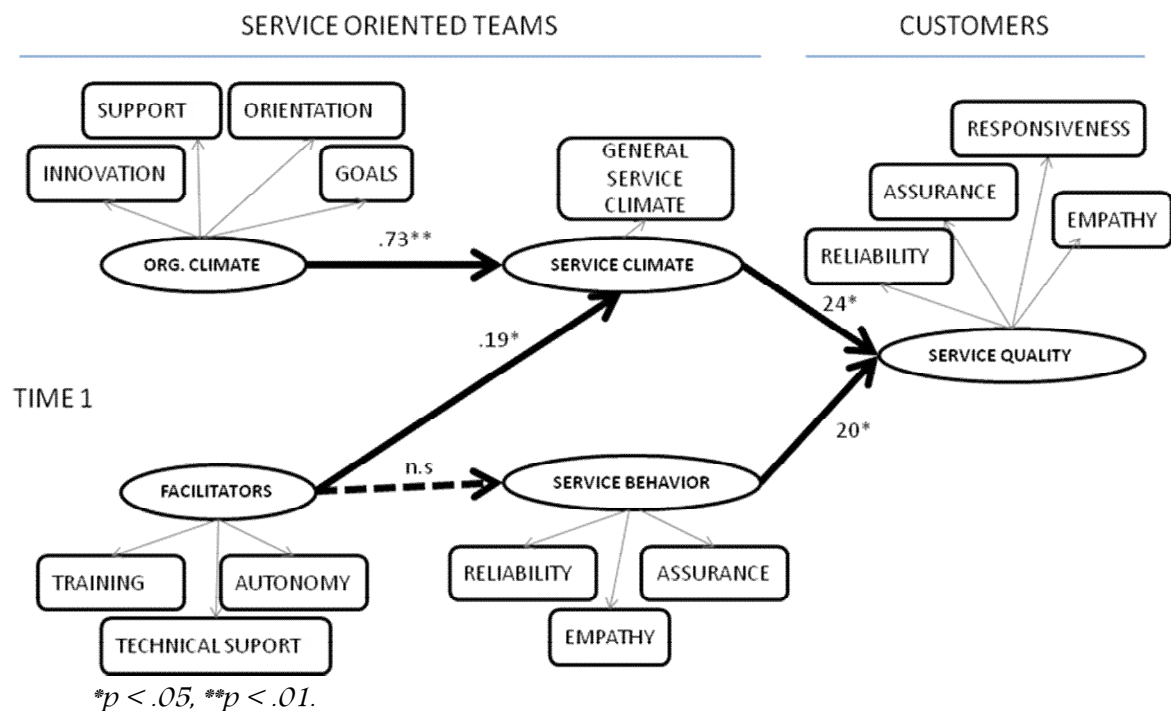 SERVICE ORIENTED TEAMS
CUSTOMERS
SUPPORT
ORIENTATION
INNOVATION
GOALS
GENERAL
SERVICE
CLIMATE
RESPONSIVENESS
ASSURANCE
EMPATHY
RELIABILITY
.73**
ORG. CLIMATE
SERVICE CLIMATE
24*
.19*
SERVICE QUALITY
TIME 1
20*
n.s
FACILITATORS
SERVICE BEHAVIOR
TRAINING
AUTONOMY
RELIABILITY
ASSURANCE
TECHNICAL SUPORT
EMPATHY
*p < .05, **p < .01.